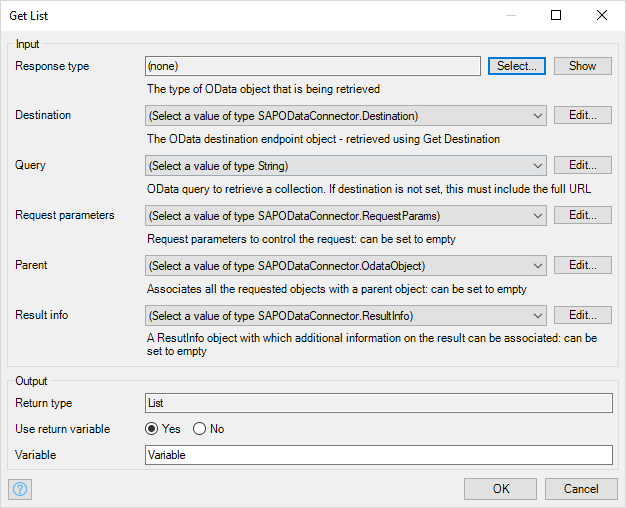 Get List
Input
Response type (none) Select... Show
The type of OData object that is being retrieved
Destination (Select a value of type SAPODataConnector.Destination) Edit...
The OData destination endpoint object - retrieved using Get Destination
Query (Select a value of type String) Edit...
OData query to retrieve a collection. If destination is not set, this must include the full URL
Request parameters (Select a value of type SAPODataConnector.RequestParams) Edit...
Request parameters to control the request: can be set to empty
Parent (Select a value of type SAPODataConnector.OdataObject) Edit...
Associates all the requested objects with a parent object: can be set to empty
Result info (Select a value of type SAPODataConnector.ResultInfo) Edit...
A ResutInfo object with which additional information on the result can be associated: can be
set to empty
Output
Return type List
Use return variable Yes No
Variable Variable
? OK Cancel